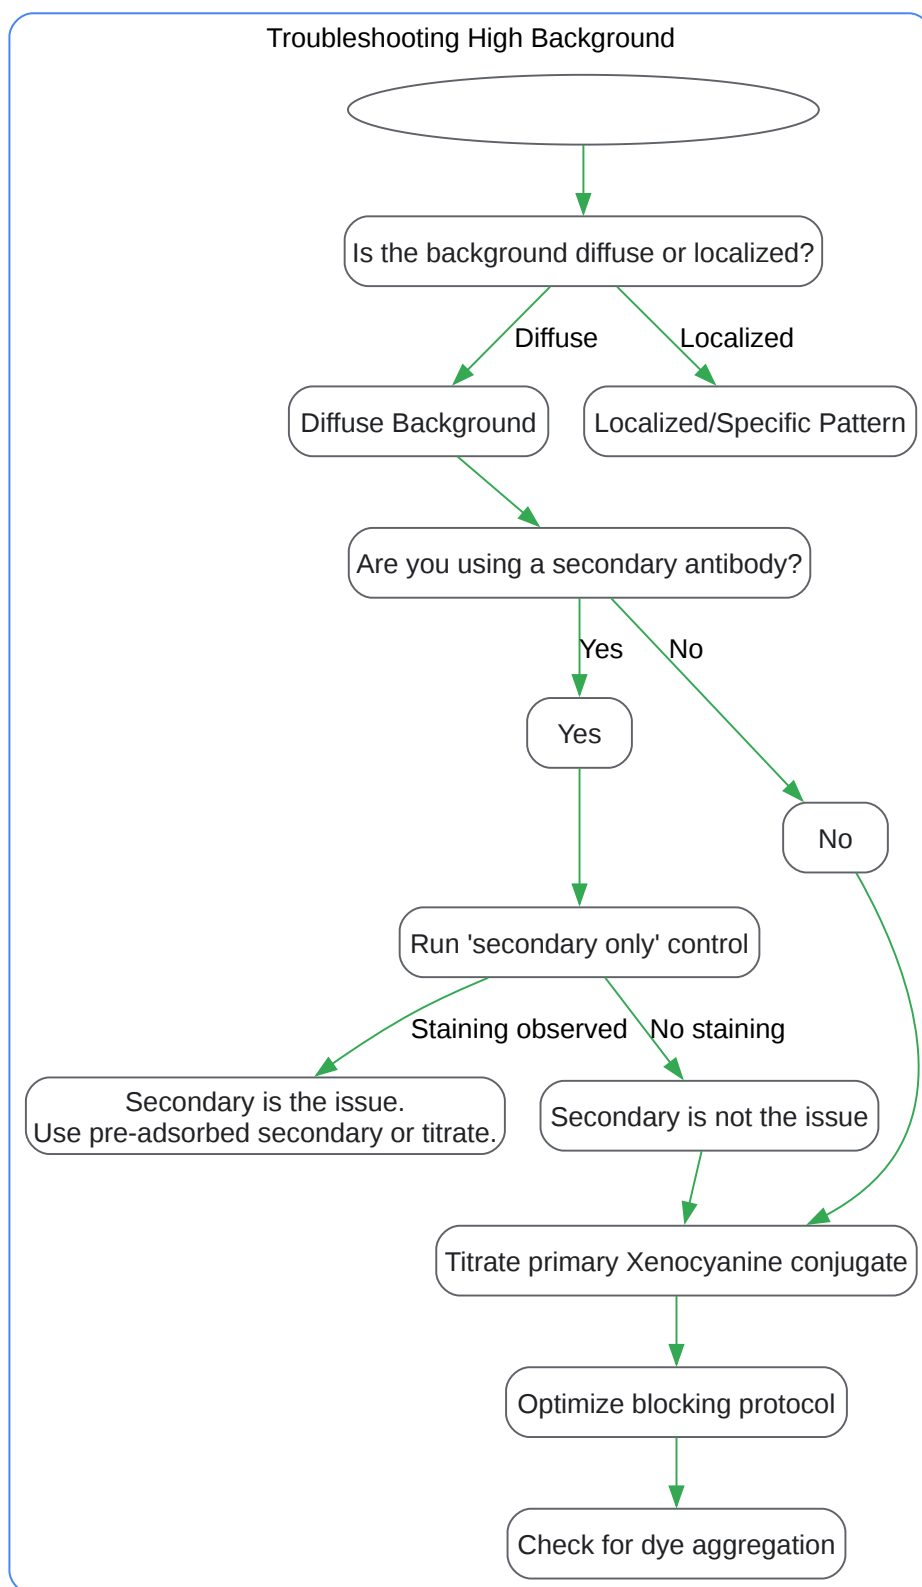 Troubleshooting High Background
Is the background diffuse or localized?
Diffuse
Localized
Diffuse Background
Localized/Specific Pattern
Are you using a secondary antibody?
Yes
No
Yes
No
Run 'secondary only' control
Staining observed
No staining
Secondary is the issue.
Use pre-adsorbed secondary or titrate.
Secondary is not the issue
Titrate primary Xenocyanine conjugate
Optimize blocking protocol
Check for dye aggregation